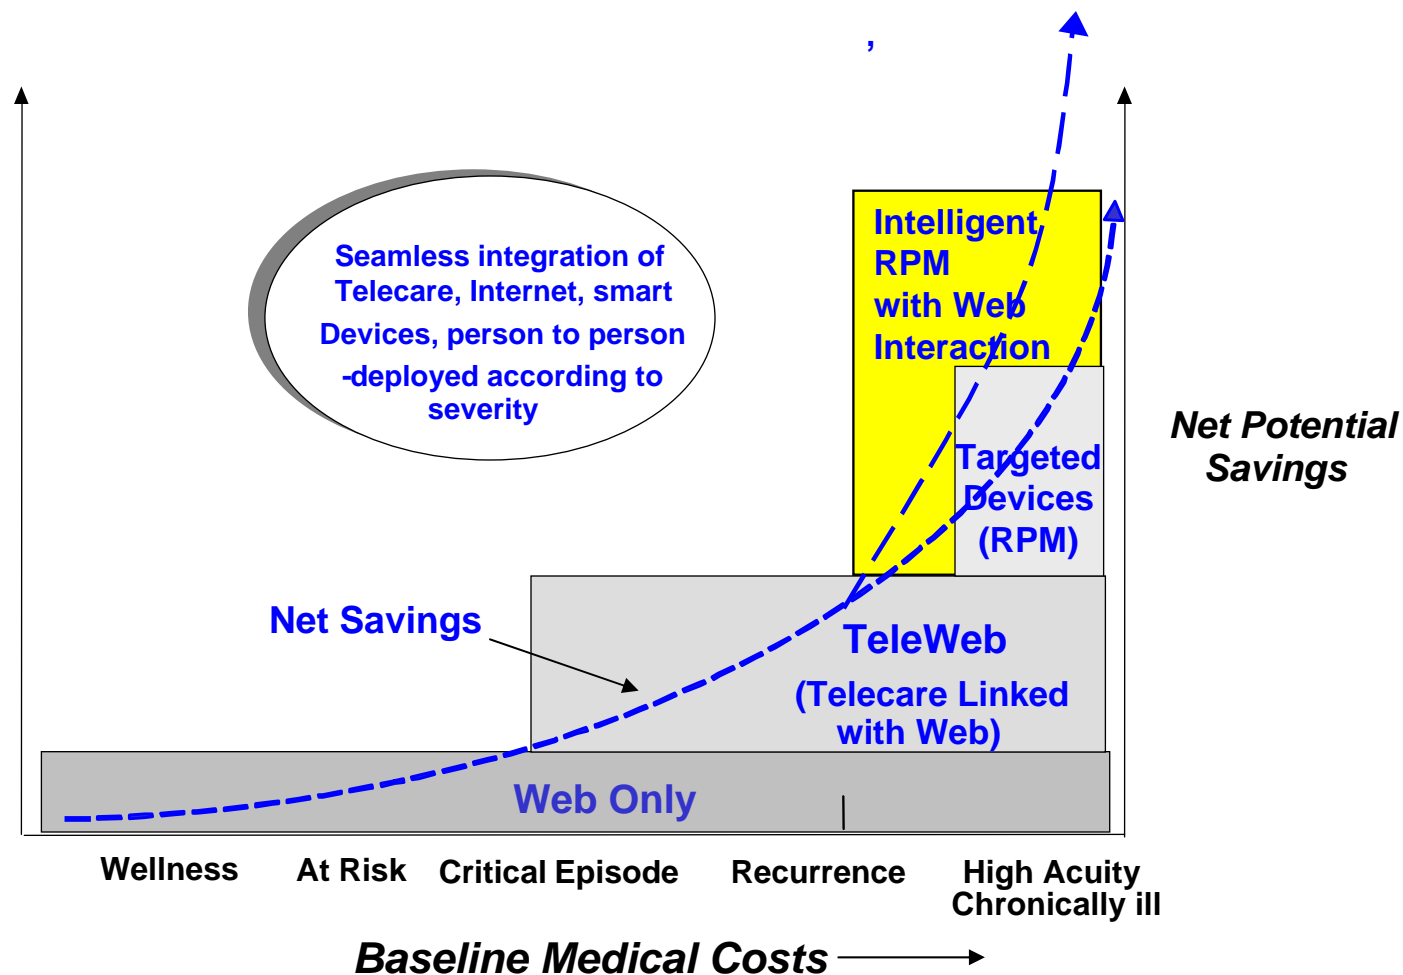 ,
Seamless integration of
Telecare, Internet, smart
Devices, person to person
-deployed according to
severity
Intelligent
RPM
with Web
Interaction
Targeted
Devices
(RPM)
Net Potential
Savings
Net Savings
TeleWeb
(Telecare Linked
with Web)
Web Only
Wellness At Risk Critical Episode Recurrence High Acuity
Chronically ill
Baseline Medical Costs